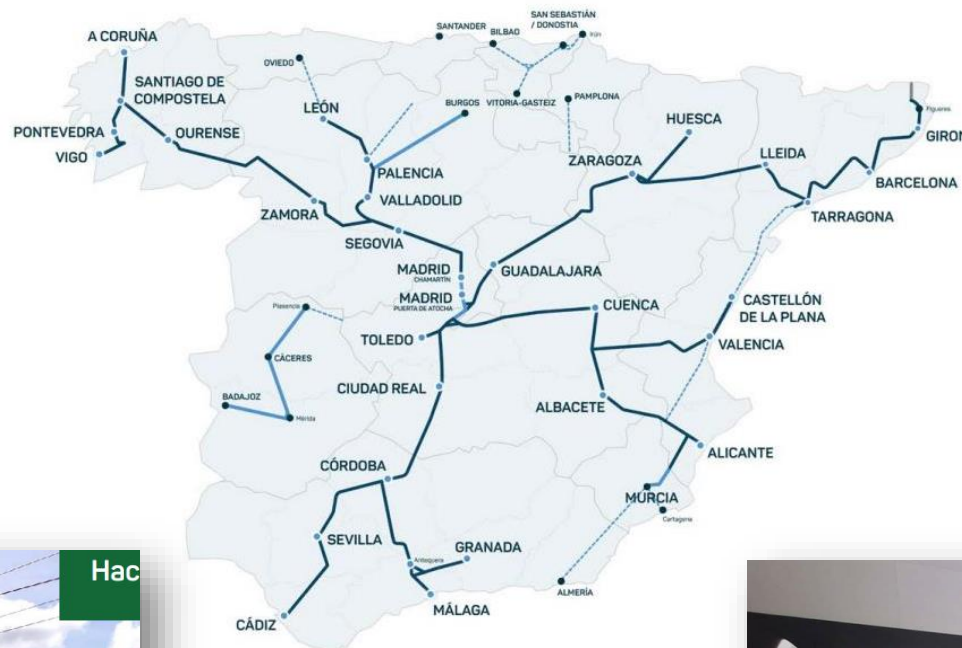 SAN SEBASTIÁN
/ DONOSTIA
SANTANDER
BILBAO
Irún
A CORUÑA
OVIEDO
SANTIAGO DE
COMPOSTELA
LEÓN
BURGOS
VITORIA-GASTEIZ
PAMPLONA
HUESCA
Figueres
PONTEVEDRA
OURENSE
GIRON
VIGO
PALENCIA
ZARAGOZA
LLEIDA
BARCELONA
VALLADOLID
ZAMORA
TARRAGONA
SEGOVIA
MADRID
CHAMARTÍN
GUADALAJARA
MADRID
PUERTA DE ATOCHA
CUENCA
CASTELLÓN
DE LA PLANA
Plasencia
TOLEDO
VALENCIA
CÁCERES
CIUDAD REAL
BADAJOZ
Mérida
ALBACETE
ALICANTE
CÓRDOBA
MURCIA
Cartagena
SEVILLA
GRANADA
Antequera
ALMERÍA
MÁLAGA
CÁDIZ
Hac